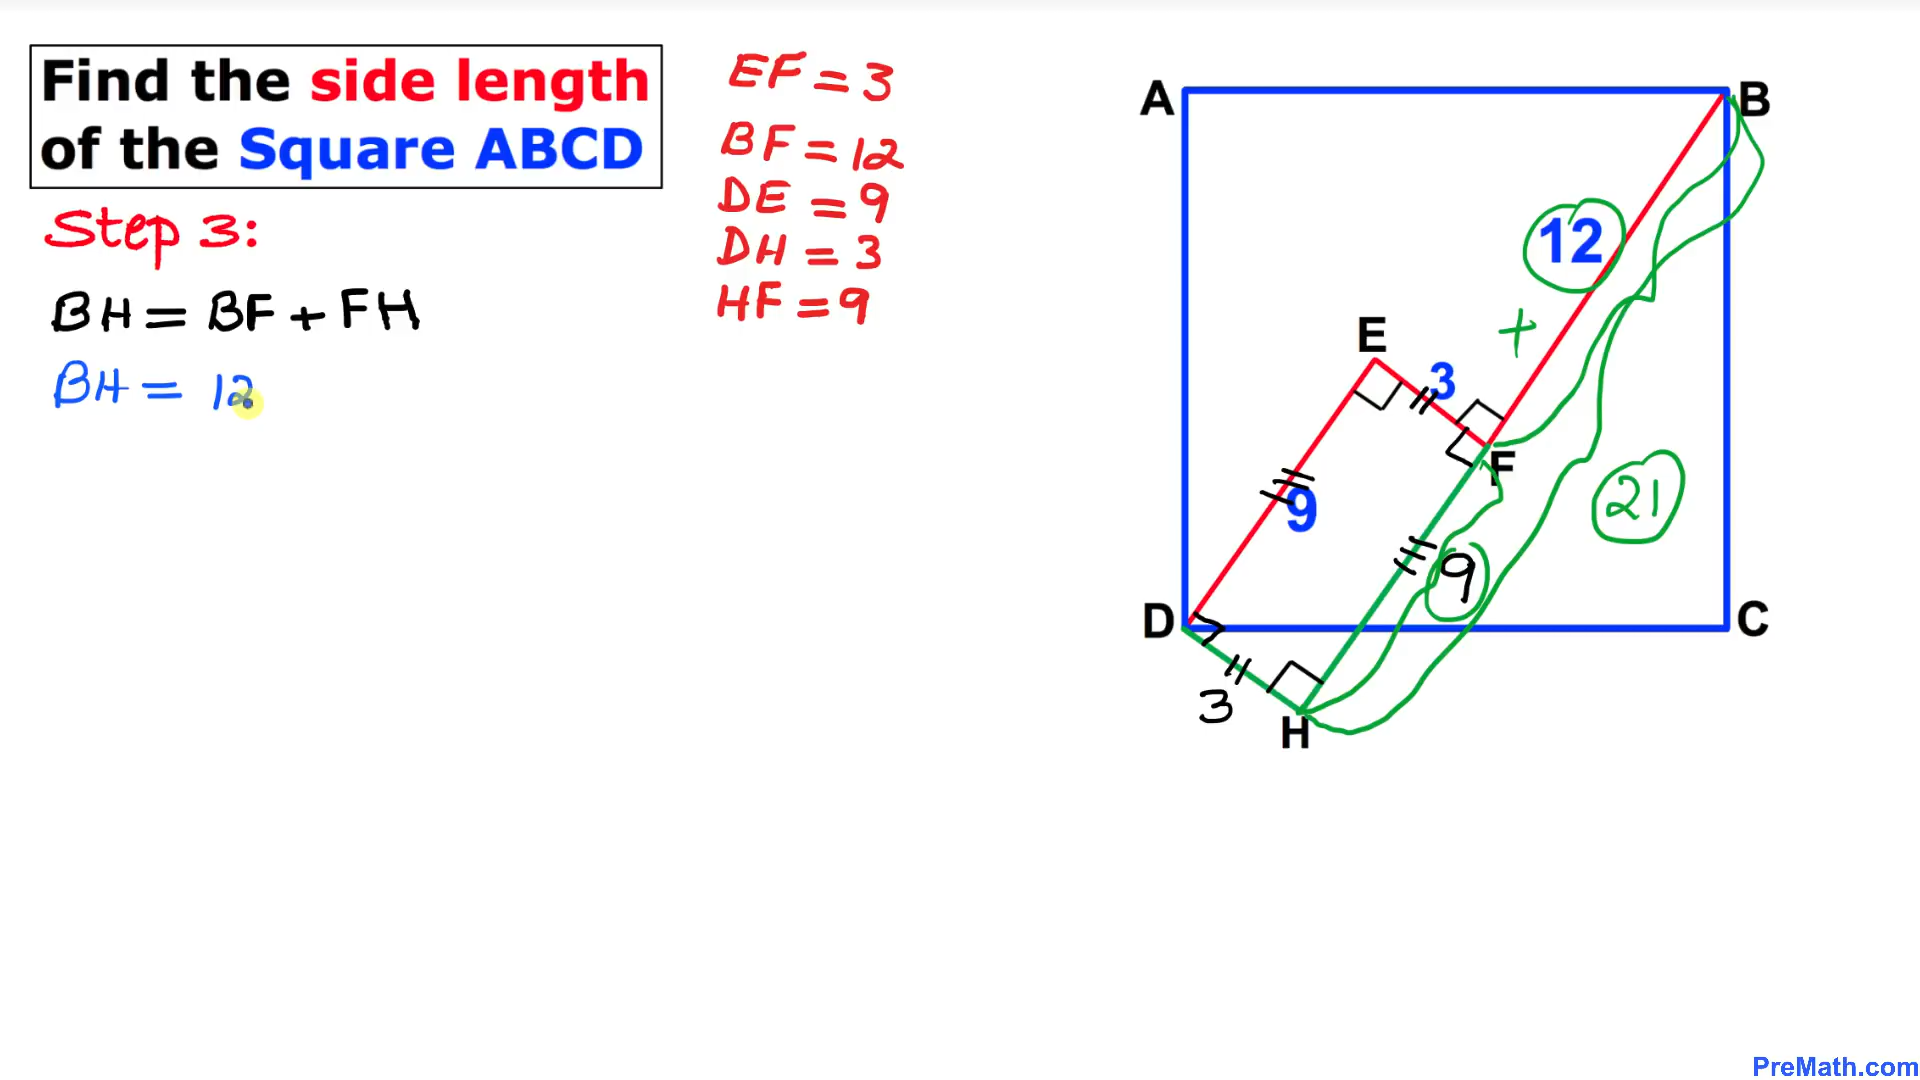 Find the side length
of the Square ABCD
Step 3:
BH = BF + FH
BH = 12
EF = 3
BF = 12
DE = 9
DH = 3
HF = 9
A
B
12
+
E
3
F
9
21
9
D
C
3
H
PreMath.com